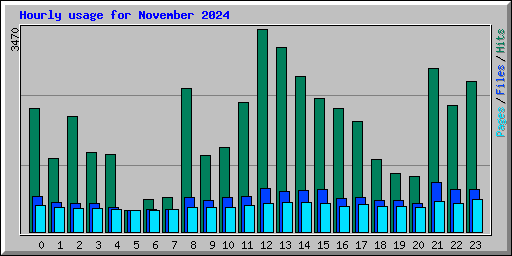 Hourly usage for November 2024
3470
Pages/Files/Hits
0 1 2 3 4 5 6 7 8 9 10 11 12 13 14 15 16 17 18 19 20 21 22 23